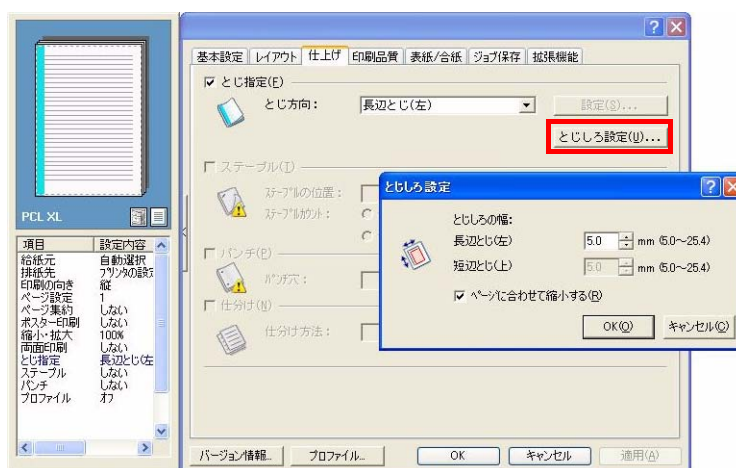 基本設定 レイアウト 仕上げ 印刷品質 表紙/合紙 ジョブ保存 拡張機能
とじ指定(F)
とじ方向: 長辺とじ(左) 設定(S)...
とじしろ設定(U)...
ステープル(T)
ステープルの位置:
ステープルカウント:
パンチ(P)
パンチ穴:
仕分け(N)
仕分け方法:
とじしろ設定
とじしろの幅:
長辺とじ(左) 5.0 mm (5.0~25.4)
短辺とじ(上) 5.0 mm (5.0~25.4)
ページに合わせて縮小する(R)
OK(O) キャンセル(C)
PCL XL
項目 設定内容
給紙元 自動選択
排紙先 プリンタの設定
印刷の向き 縦
ページ設定 1
ページ集約 しない
ポスター印刷 しない
縮小・拡大 100%
両面印刷 しない
とじ指定 長辺とじ(左
ステープル しない
パンチ しない
プロファイル オフ
バージョン情報... プロファイル... OK キャンセル 適用(A)